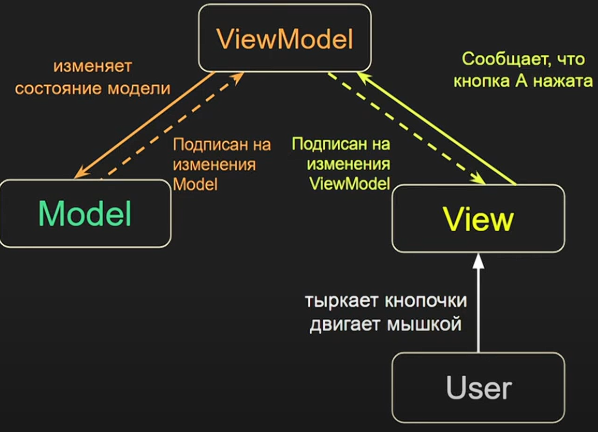 ViewModel
изменяет
состояние модели
Сообщает, что
кнопка А нажата
Подписан на
изменения
Model
Подписан на
изменения
ViewModel
Model
View
тыркает кнопочки
двигает мышкой
User